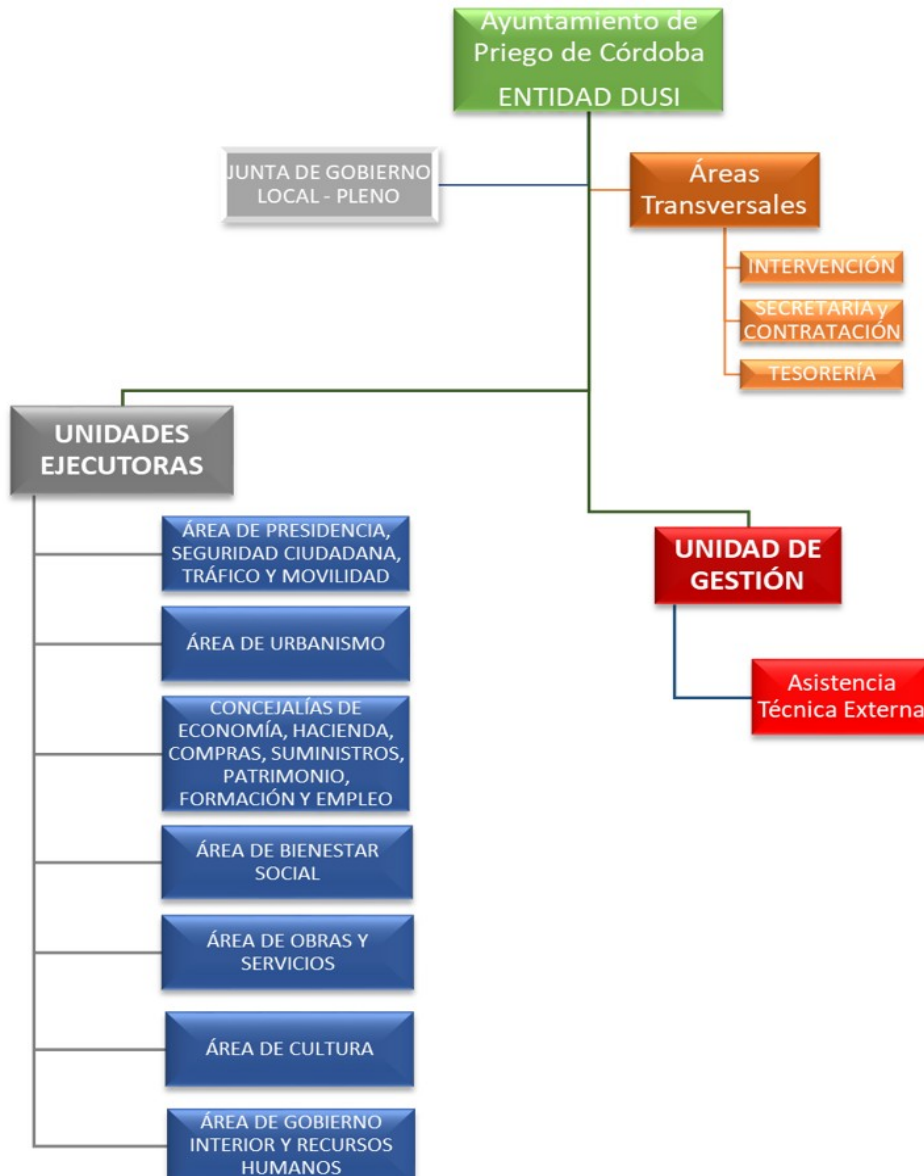 Ayuntamiento de
Priego de Córdoba
ENTIDAD DUSI
JUNTA DE GOBIERNO
LOCAL - PLENO
Áreas
Transversales
INTERVENCIÓN
SECRETARÍA y
CONTRATACIÓN
TESORERÍA
UNIDADES
EJECUTORAS
ÁREA DE PRESIDENCIA,
SEGURIDAD CIUDADANA,
TRÁFICO Y MOVILIDAD
ÁREA DE URBANISMO
CONCEJALÍAS DE
ECONOMÍA, HACIENDA,
COMPRAS, SUMINISTROS,
PATRIMONIO,
FORMACIÓN Y EMPLEO
ÁREA DE BIENESTAR
SOCIAL
ÁREA DE OBRAS Y
SERVICIOS
ÁREA DE CULTURA
ÁREA DE GOBIERNO
INTERIOR Y RECURSOS
HUMANOS
UNIDAD DE
GESTIÓN
Asistencia
Técnica Externa